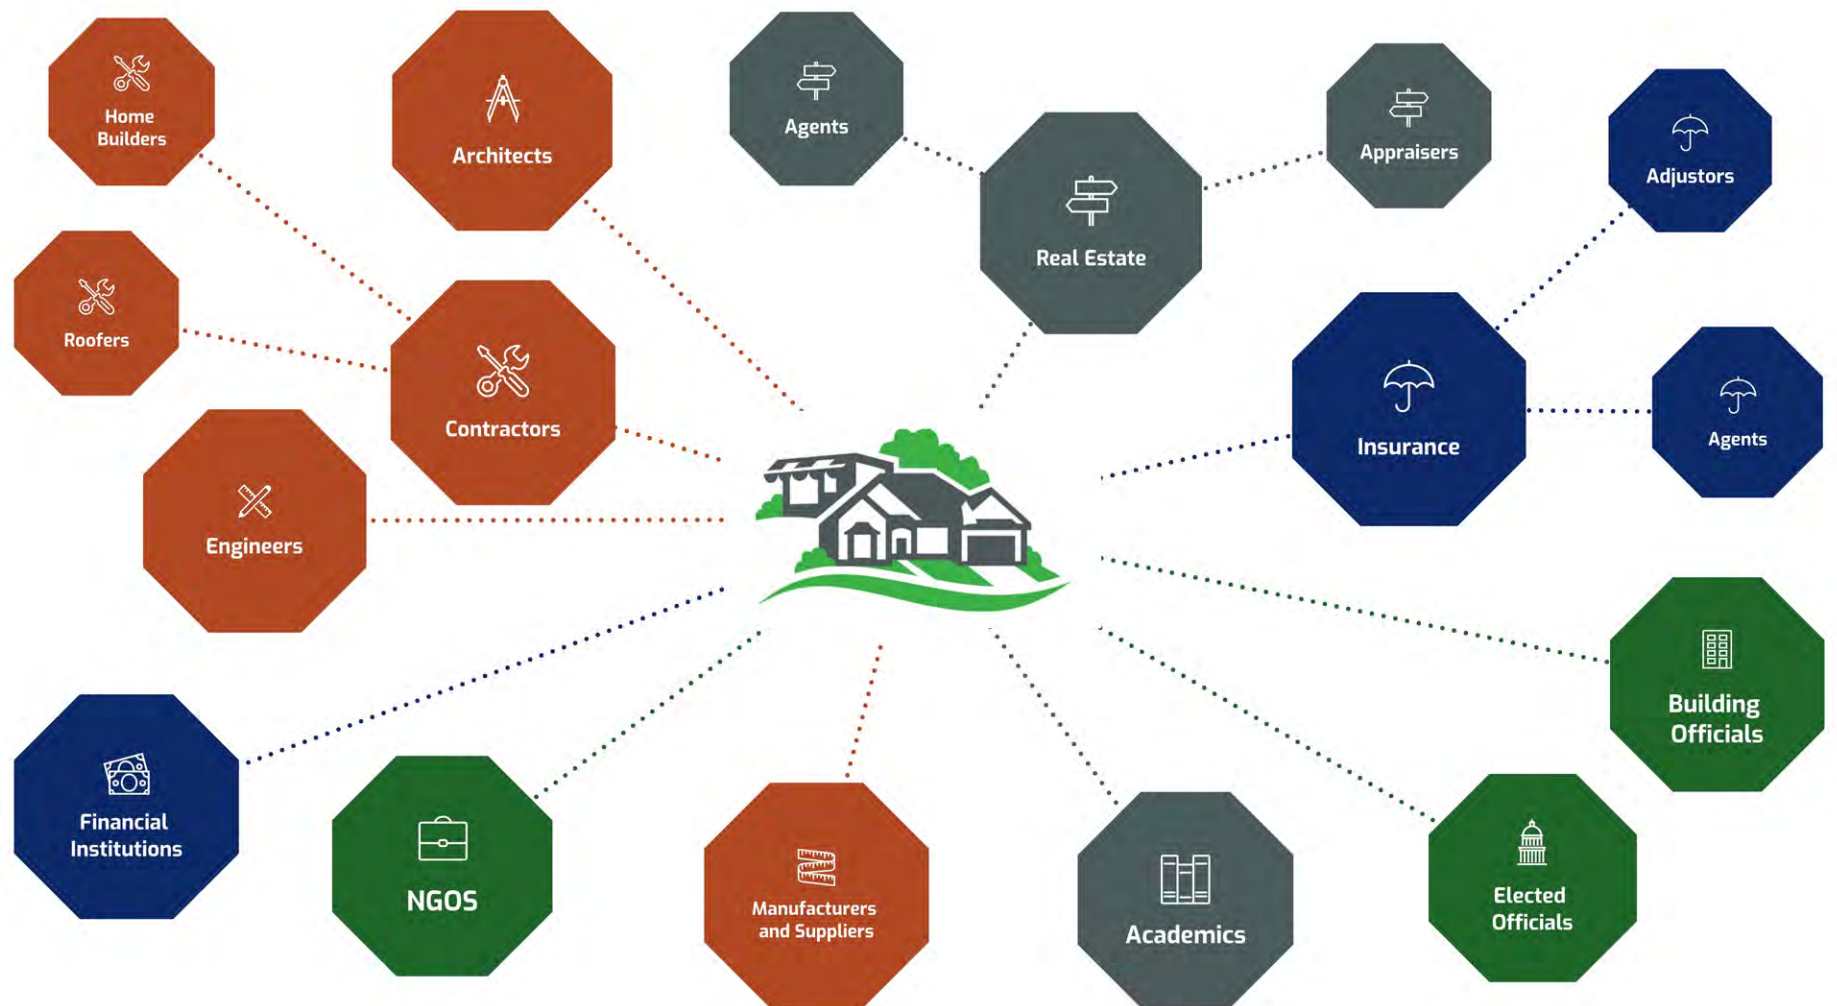 Home
Builders
Architects
Agents
Appraisers
Adjustors
Real Estate
Roofers
Contractors
Insurance
Agents
Engineers
Building
Officials
Financial
Institutions
NGOS
Manufacturers
and Suppliers
Academics
Elected
Officials